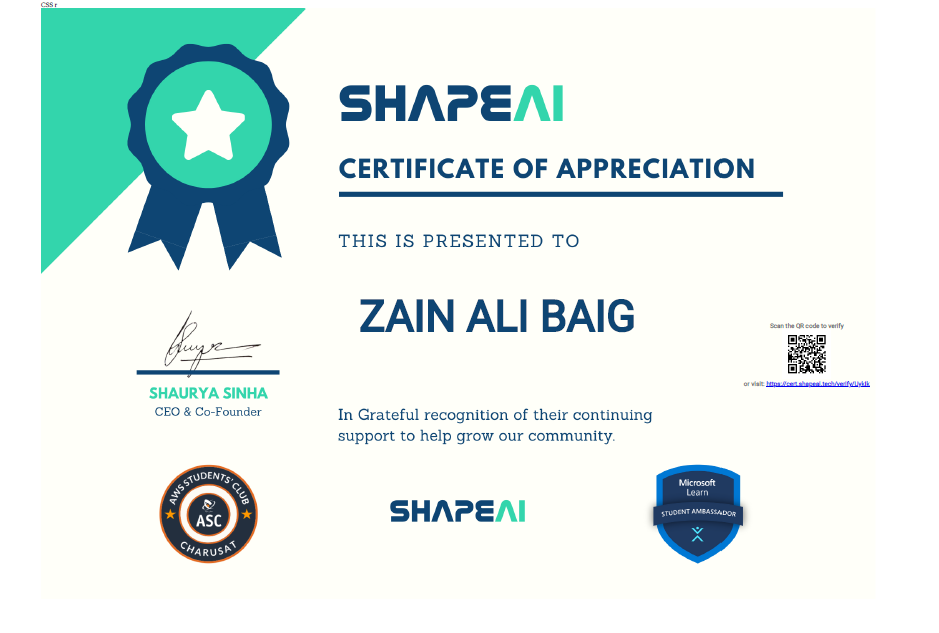 CSS r
SHAPEAI
CERTIFICATE OF APPRECIATION
THIS IS PRESENTED TO
ZAIN ALI BAIG
Scan the QR code to verify
or visit: https://cert.shapeai.tech/verify/Uyklk
SHAURYA SINHA
CEO & Co-Founder
In Grateful recognition of their continuing
support to help grow our community.
AWS STUDENTS' CLUB
ASC
CHARUSAT
SHAPEAI
Microsoft
Learn
STUDENT AMBASSADOR